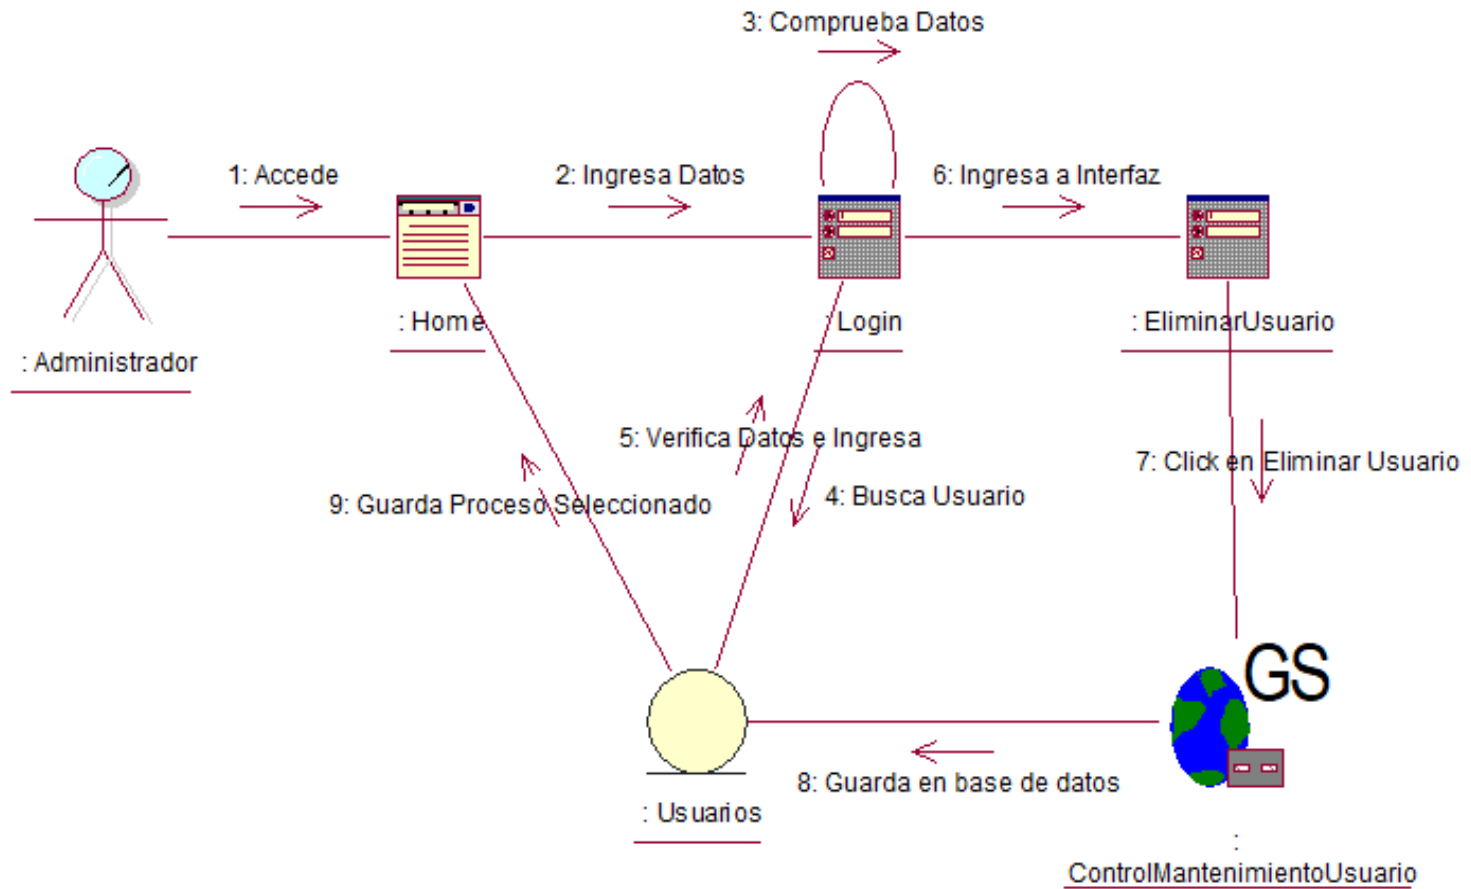 3: Comprueba Datos
1: Accede
2: Ingresa Datos
6: Ingresa a Interfaz
: Home
: Login
: EliminarUsuario
: Administrador
5: Verifica Datos e Ingresa
7: Click en Eliminar Usuario
9: Guarda Proceso Seleccionado
4: Busca Usuario
GS
8: Guarda en base de datos
: Usuarios
:
ControlMantenimientoUsuario